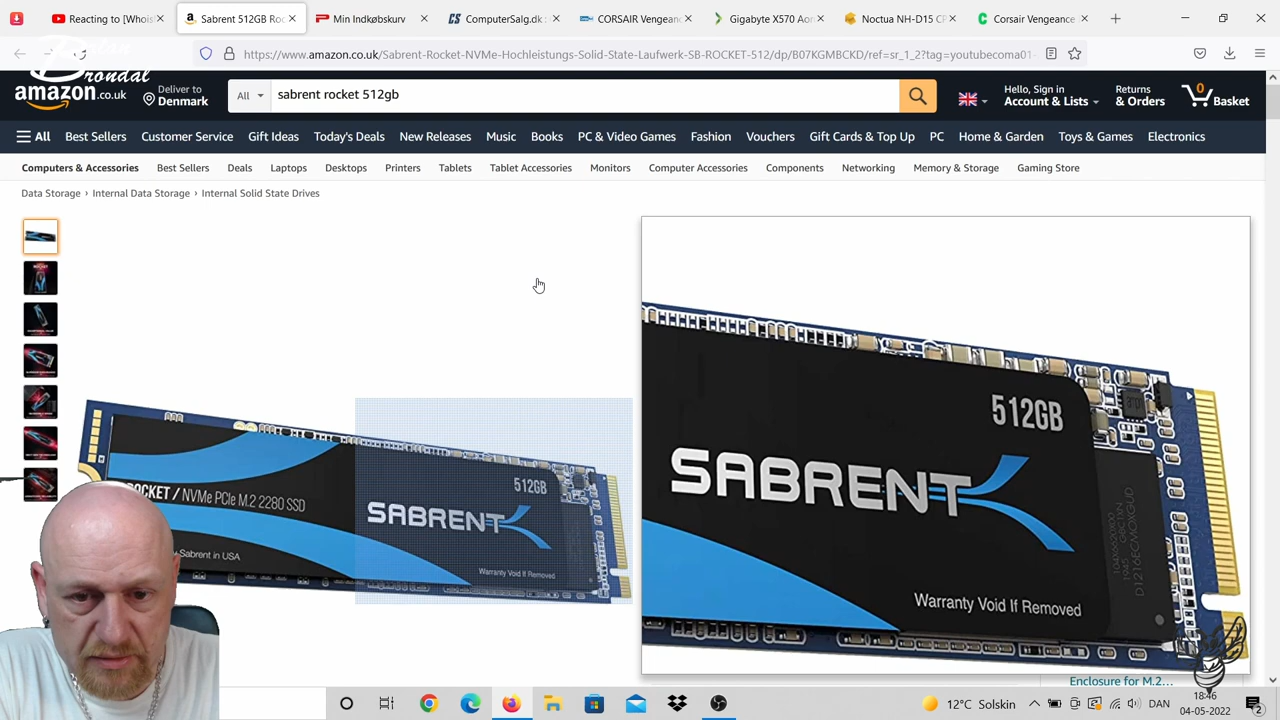 Reacting to [Whois!
Sabrent 512GB Roc
Min Indkøbskurv
ComputerSalg.dk :
CORSAIR Vengeanc
Gigabyte X570 Aor
Noctua NH-D15 CP
Corsair Vengeance
https://www.amazon.co.uk/Sabrent-Rocket-NVMe-Hochleistungs-Solid-State-Laufwerk-SB-ROCKET-512/dp/B07KGMBCKD/ref=sr_1_2?tag=youtubecoma01-
Brondal
amazon.co.uk
Deliver to
Denmark
All
sabrent rocket 512gb
Hello, Sign in
Account & Lists
Returns
& Orders
0
Basket
All Best Sellers Customer Service Gift Ideas Today's Deals New Releases Music Books PC & Video Games Fashion Vouchers Gift Cards & Top Up PC Home & Garden Toys & Games Electronics
Computers & Accessories Best Sellers Deals Laptops Desktops Printers Tablets Tablet Accessories Monitors Computer Accessories Components Networking Memory & Storage Gaming Store
Data Storage › Internal Data Storage › Internal Solid State Drives
512GB
SABRENT
ROCKET / NVMe PCIe M.2 2280 SSD
Sabrent in USA
Warranty Void If Removed
512GB
SABRENT
Warranty Void If Removed
Enclosure for M.2...
12°C Solskin
DAN
18:46
04-05-2022
2